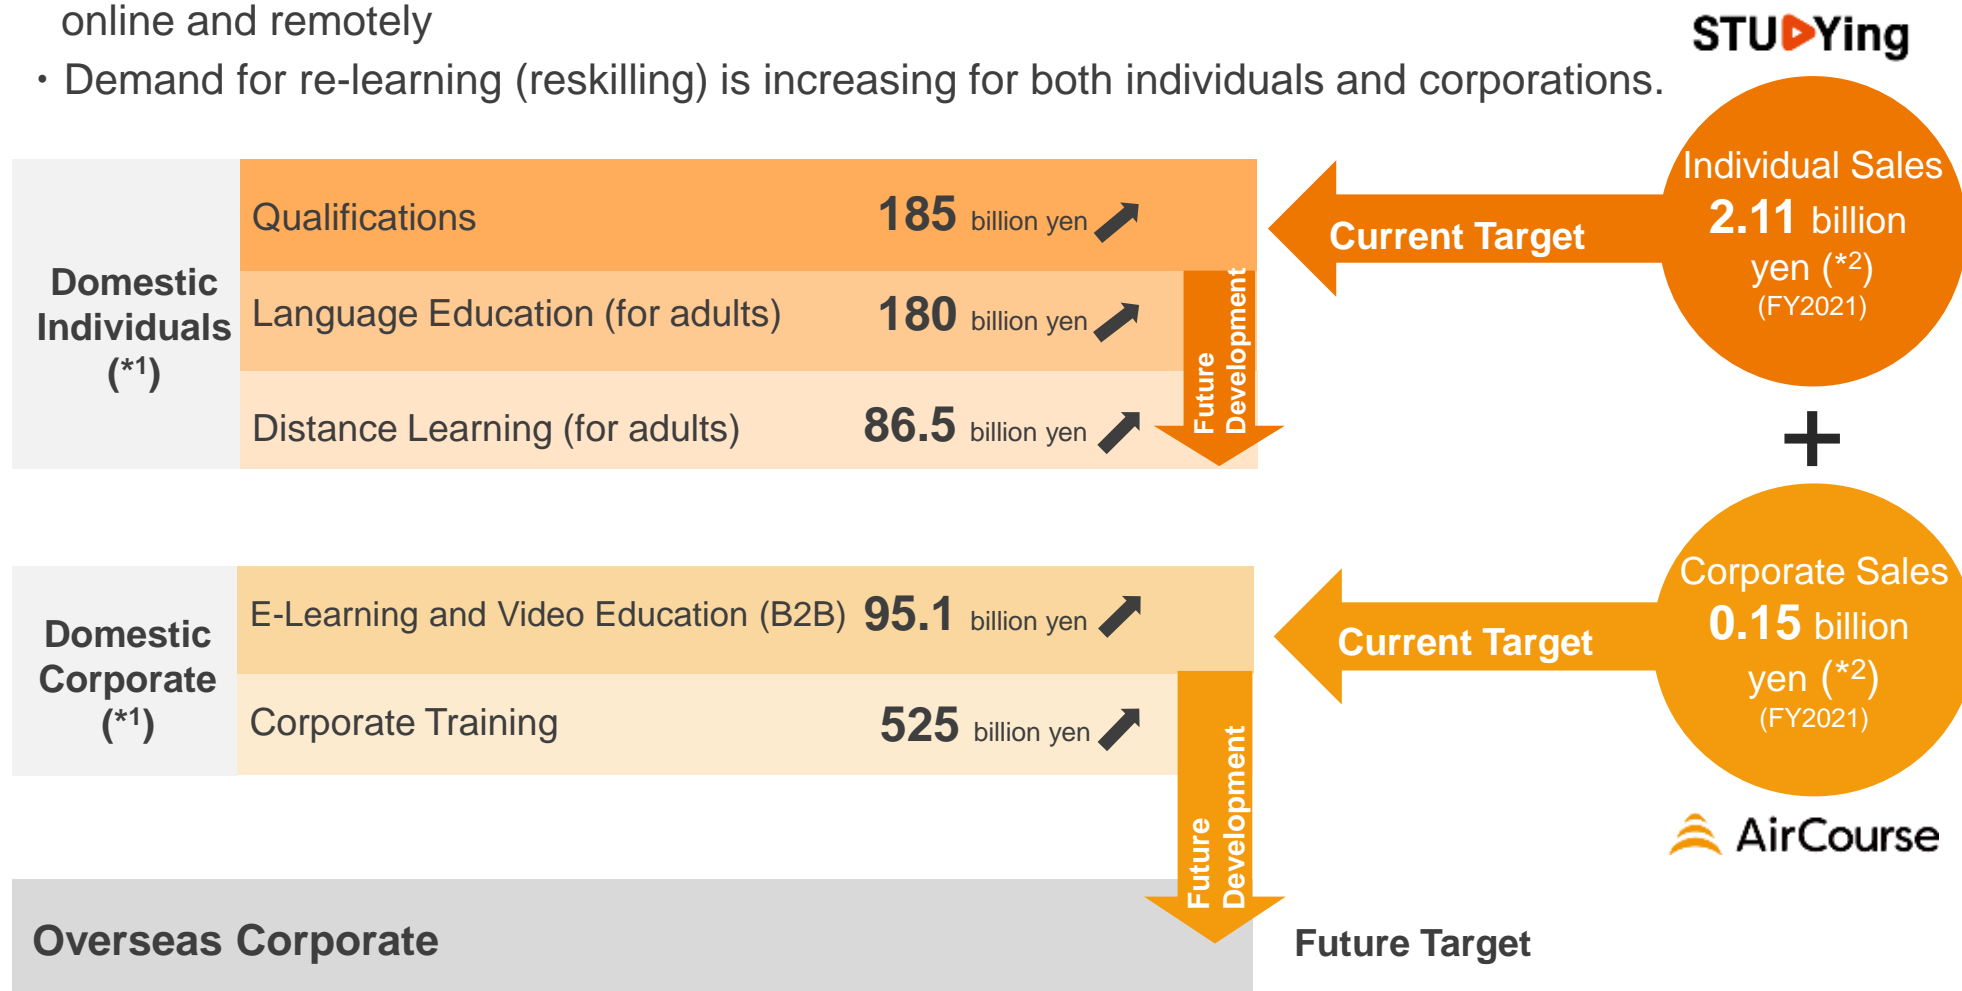 online and remotely
・Demand for re-learning (reskilling) is increasing for both individuals and corporations.
STUDYing
Domestic
Individuals
(*1)
Qualifications 185 billion yen
Language Education (for adults) 180 billion yen
Distance Learning (for adults) 86.5 billion yen
Future
Development
Current Target
Individual Sales
2.11 billion
yen (*2)
(FY2021)
+
Domestic
Corporate
(*1)
E-Learning and Video Education (B2B) 95.1 billion yen
Corporate Training 525 billion yen
Future
Development
Current Target
Corporate Sales
0.15 billion
yen (*2)
(FY2021)
AirCourse
Overseas Corporate
Future Target